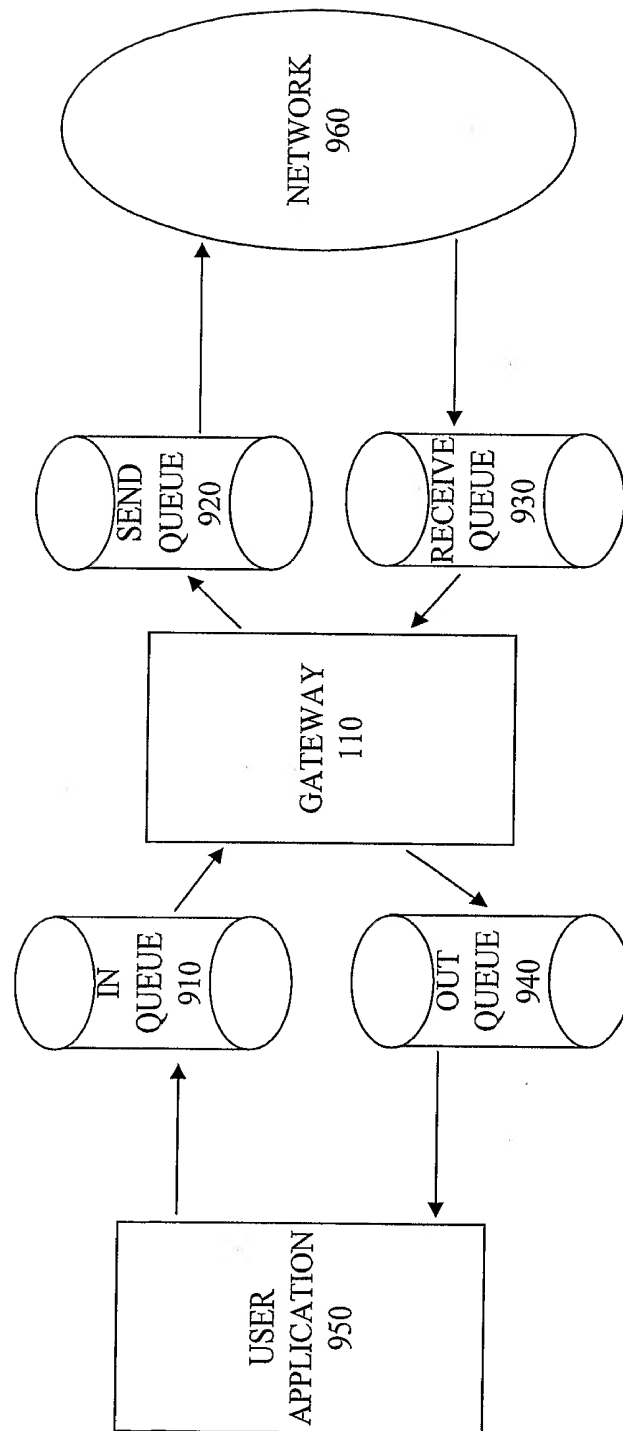 USER
APPLICATION
950
IN
QUEUE
910
OUT
QUEUE
940
GATEWAY
110
SEND
QUEUE
920
RECEIVE
QUEUE
930
NETWORK
960